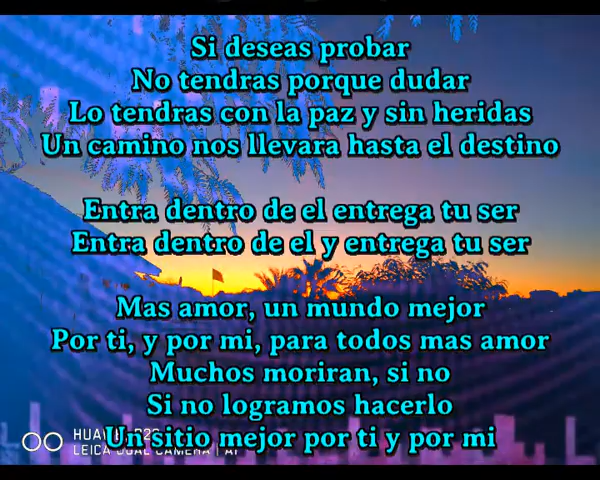 Si deseas probar
No tendras porque dudar
Lo tendras con la paz y sin heridas
Un camino nos llevara hasta el destino
Entra dentro de el entrega tu ser
Entra dentro de el y entrega tu ser
Mas amor, un mundo mejor
Por ti, y por mi, para todos mas amor
Muchos moriran, si no
Si no logramos hacerlo
Un sitio mejor por ti y por mi
LEICA DUAL CAMERA | AI